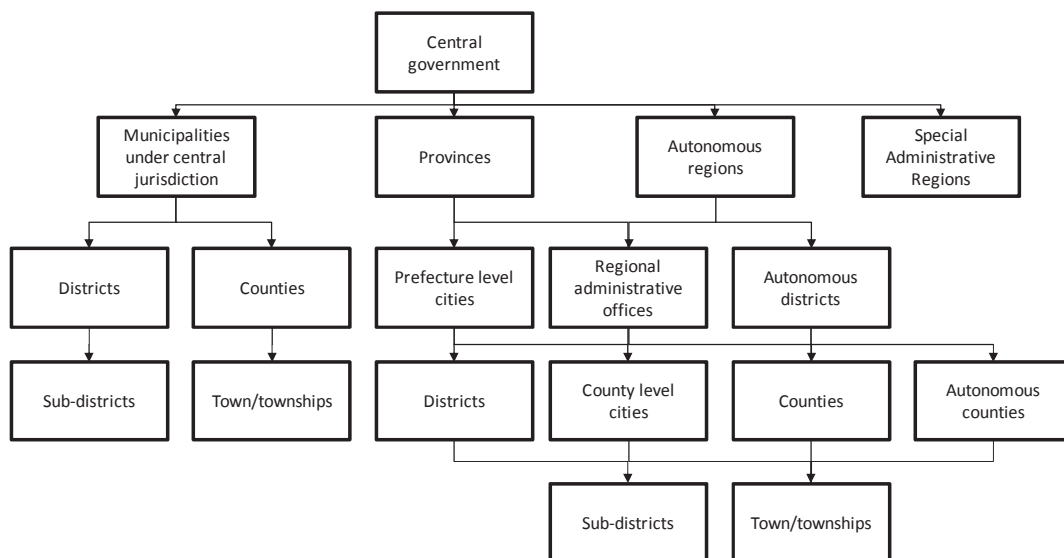 Central
government
Municipalities
under central
jurisdiction
Provinces
Autonomous
regions
Special
Administrative
Regions
Districts
Counties
Prefecture level
cities
Regional
administrative
offices
Autonomous
districts
Sub-districts
Town/townships
Districts
County level
cities
Counties
Autonomous
counties
Sub-districts
Town/townships